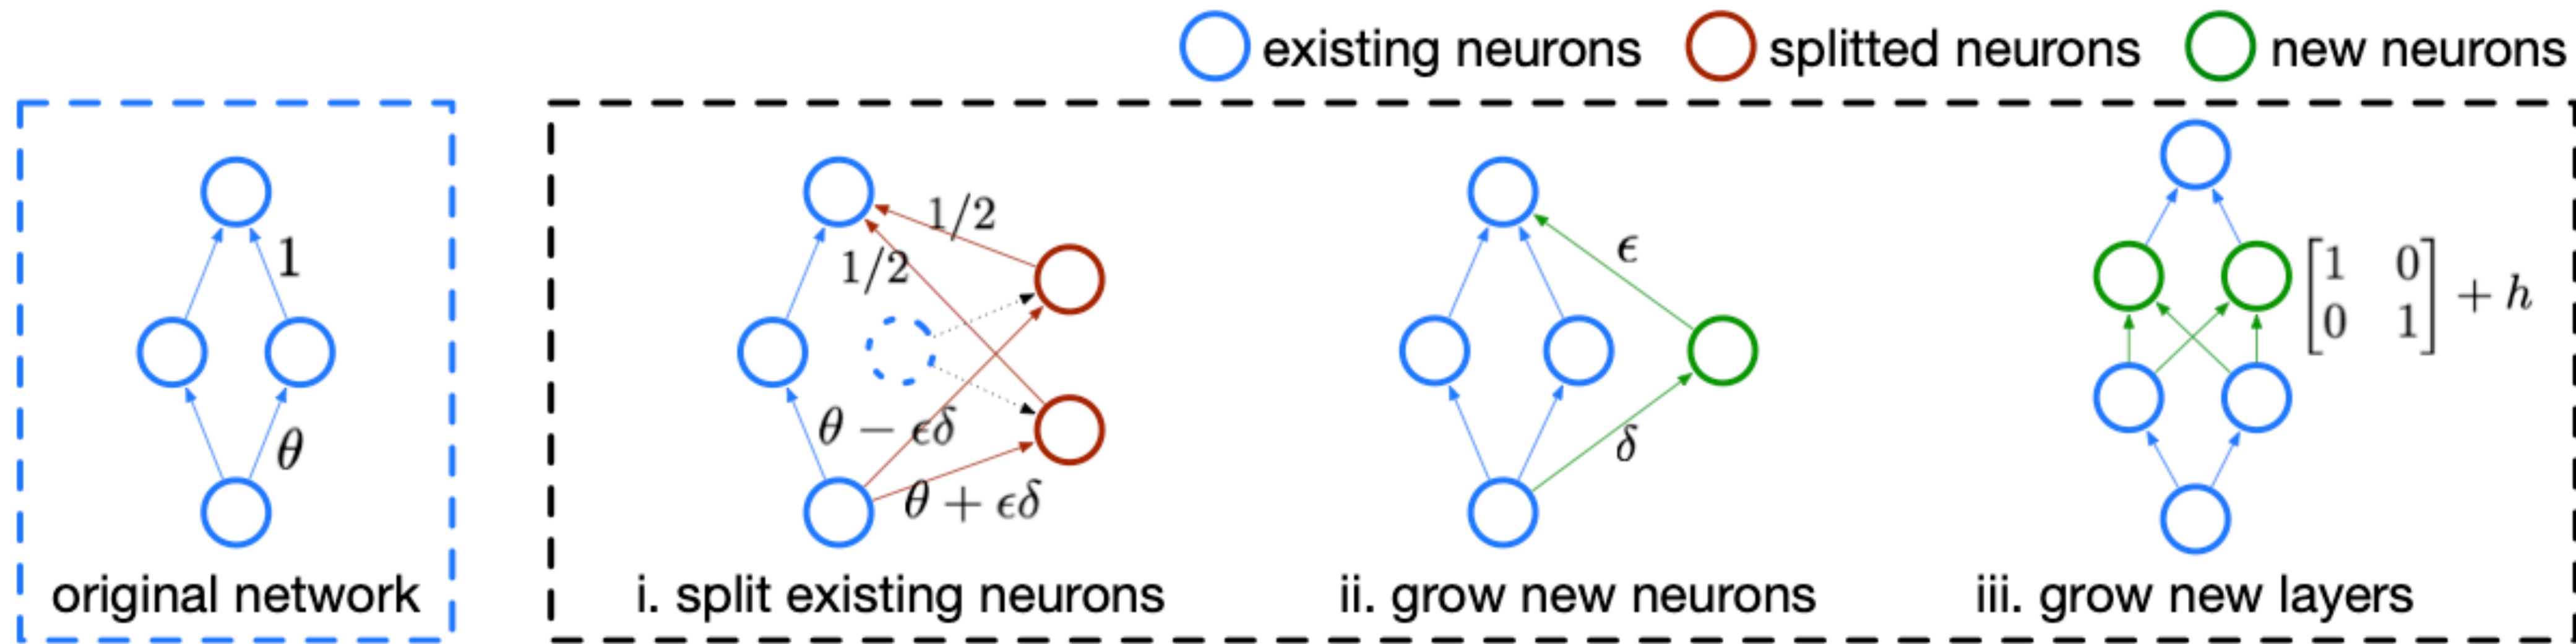 existing neurons splitted neurons new neurons
1
θ
original network
1/2
1/2
θ − ϵδ
θ + ϵδ
i. split existing neurons
ϵ
δ
ii. grow new neurons
[1 0
0 1] + h
iii. grow new layers